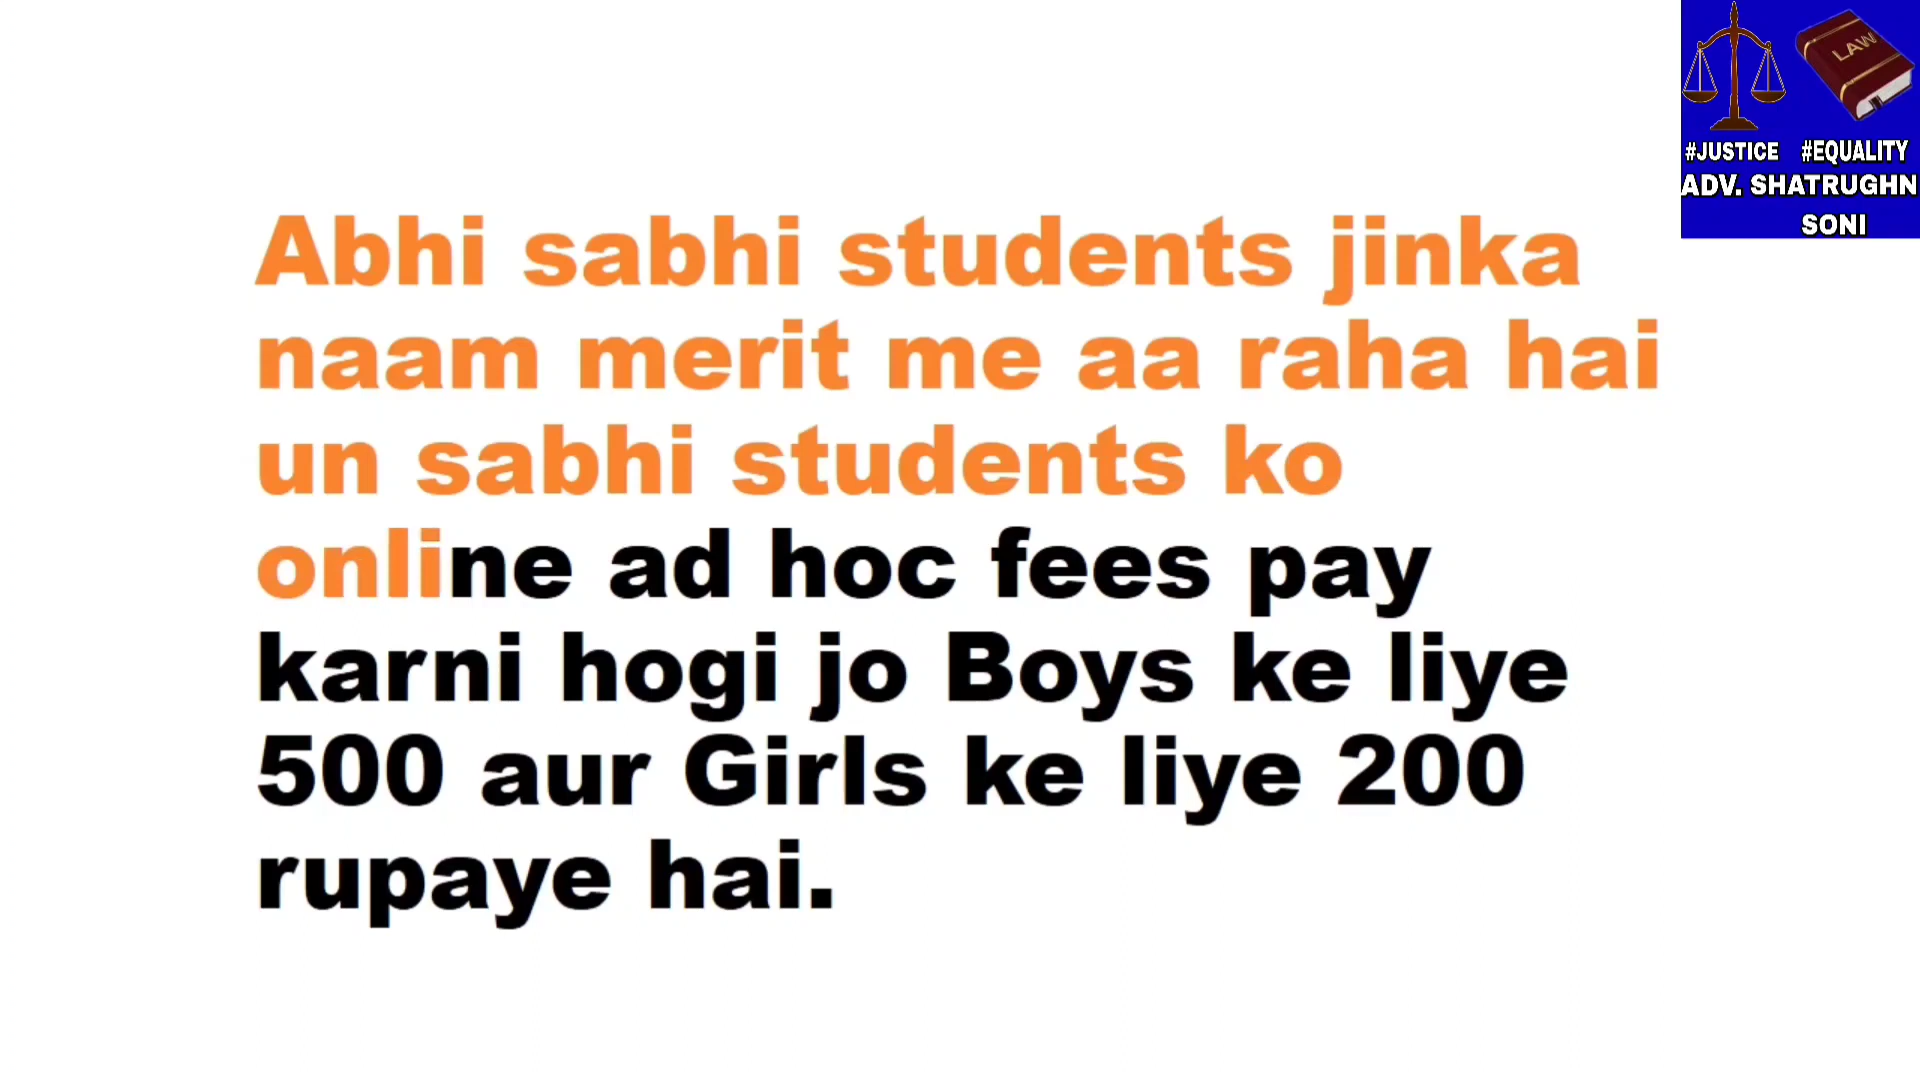 LAW
#JUSTICE #EQUALITY
ADV. SHATRUGHN
SONI
Abhi sabhi students jinka
naam merit me aa raha hai
un sabhi students ko
online ad hoc fees pay
karni hogi jo Boys ke liye
500 aur Girls ke liye 200
rupaye hai.